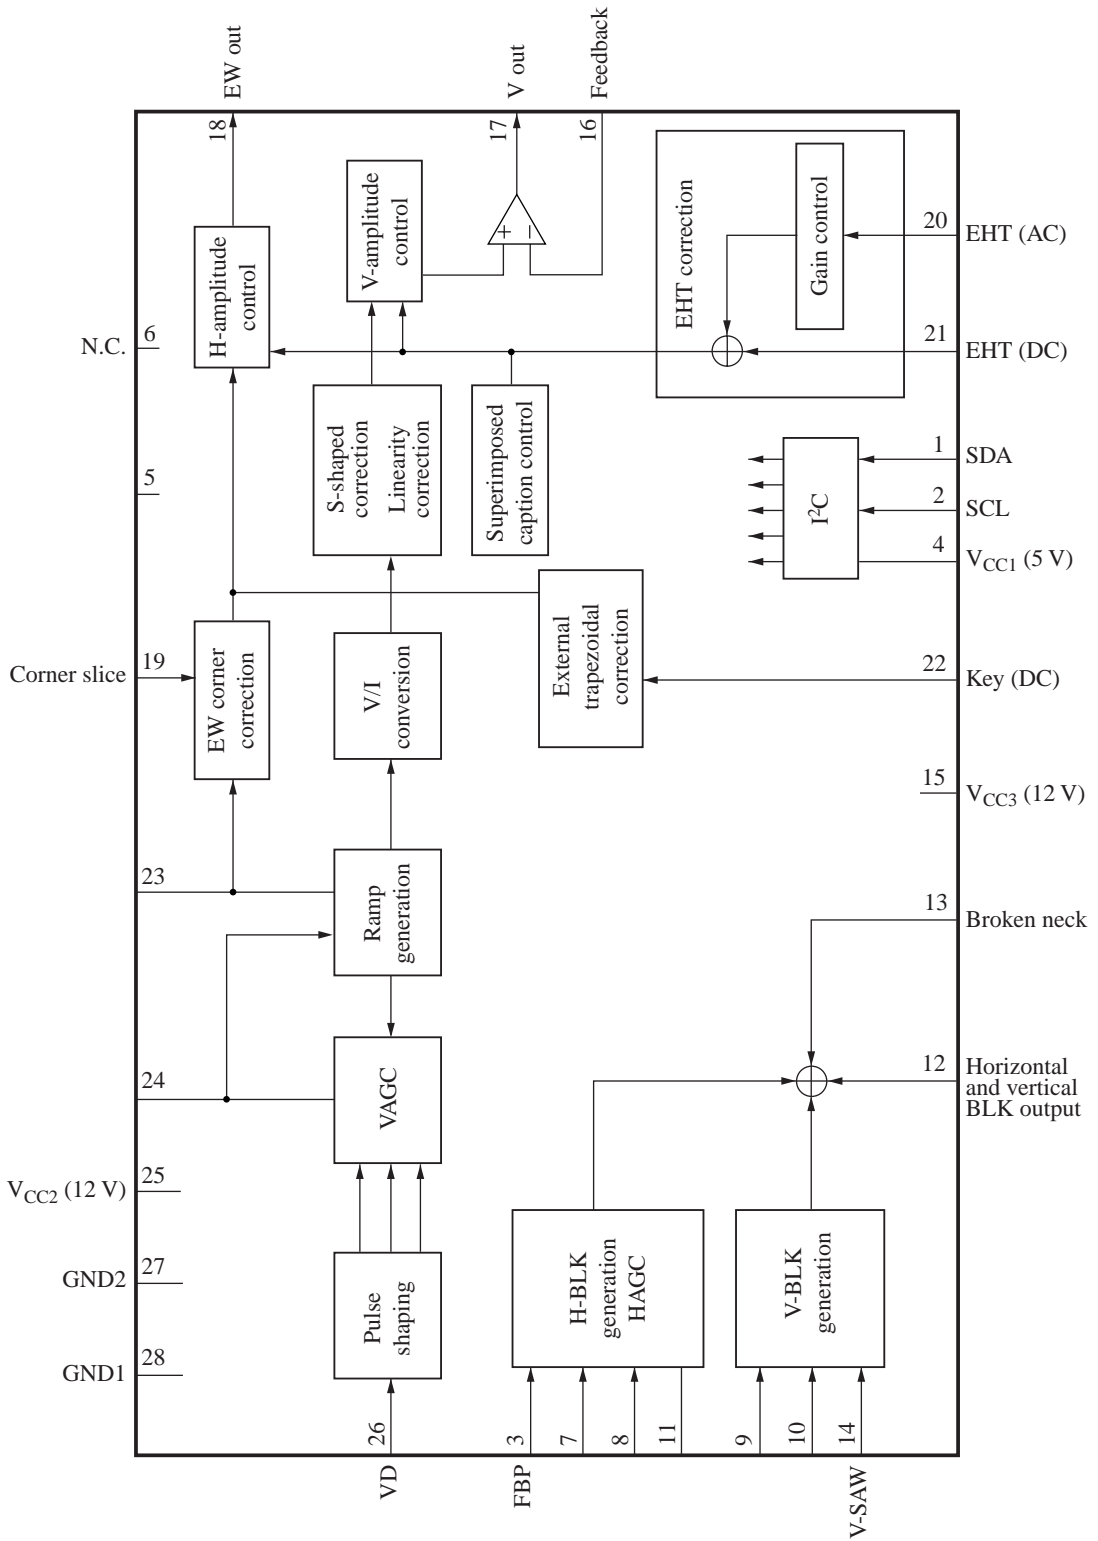 EW out
V out
Feedback
18
17
16
H-amplitude
control
V-amplitude
control
+
−
EHT correction
Gain control
20
EHT (AC)
21
EHT (DC)
N.C.
6
5
S-shaped
correction
Linearity
correction
Superimposed
caption control
I²C
1
SDA
2
SCL
4
VCC1 (5 V)
Corner slice
19
EW corner
correction
V/I
conversion
External
trapezoidal
correction
22
Key (DC)
15
VCC3 (12 V)
23
Ramp
generation
13
Broken neck
24
VAGC
12
Horizontal
and vertical
BLK output
VCC2 (12 V)
25
GND2
27
GND1
28
Pulse
shaping
H-BLK
generation
HAGC
V-BLK
generation
26
3
7
8
11
9
10
14
VD
FBP
V-SAW